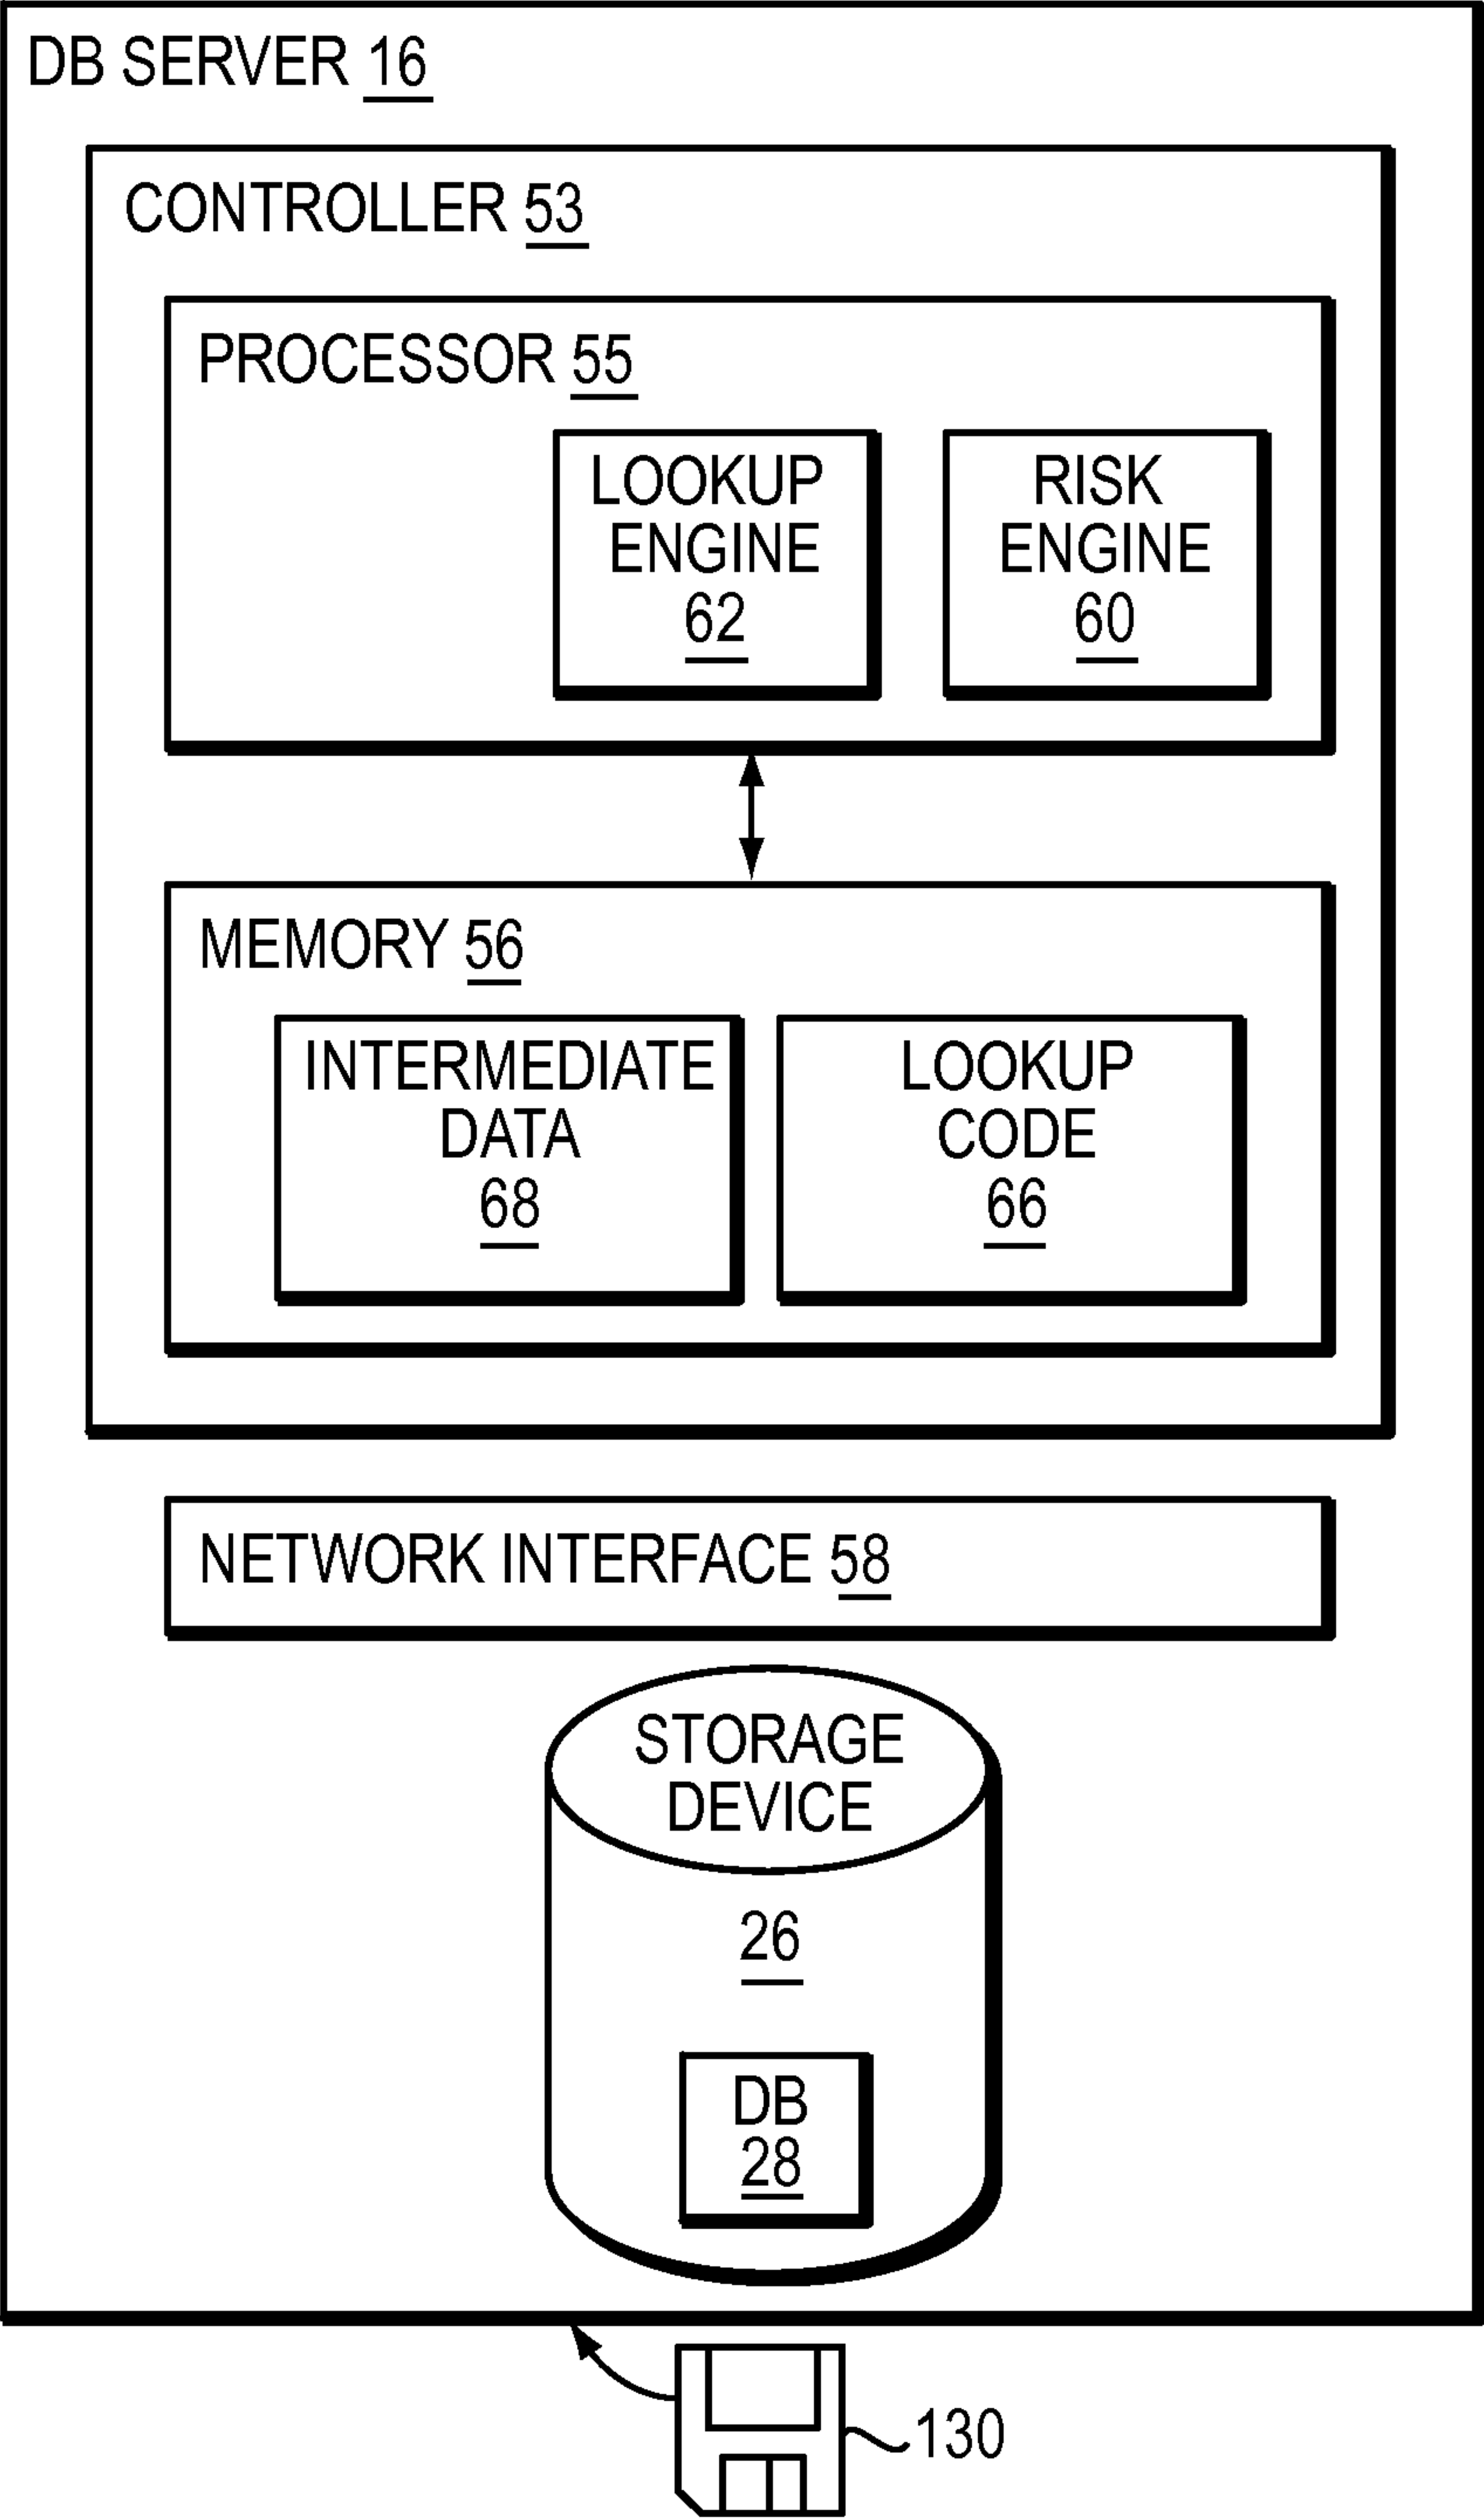 DB SERVER 16
CONTROLLER 53
PROCESSOR 55
LOOKUP
ENGINE
62
RISK
ENGINE
60
MEMORY 56
INTERMEDIATE
DATA
68
LOOKUP
CODE
66
NETWORK INTERFACE 58
STORAGE
DEVICE
26
DB
28
130